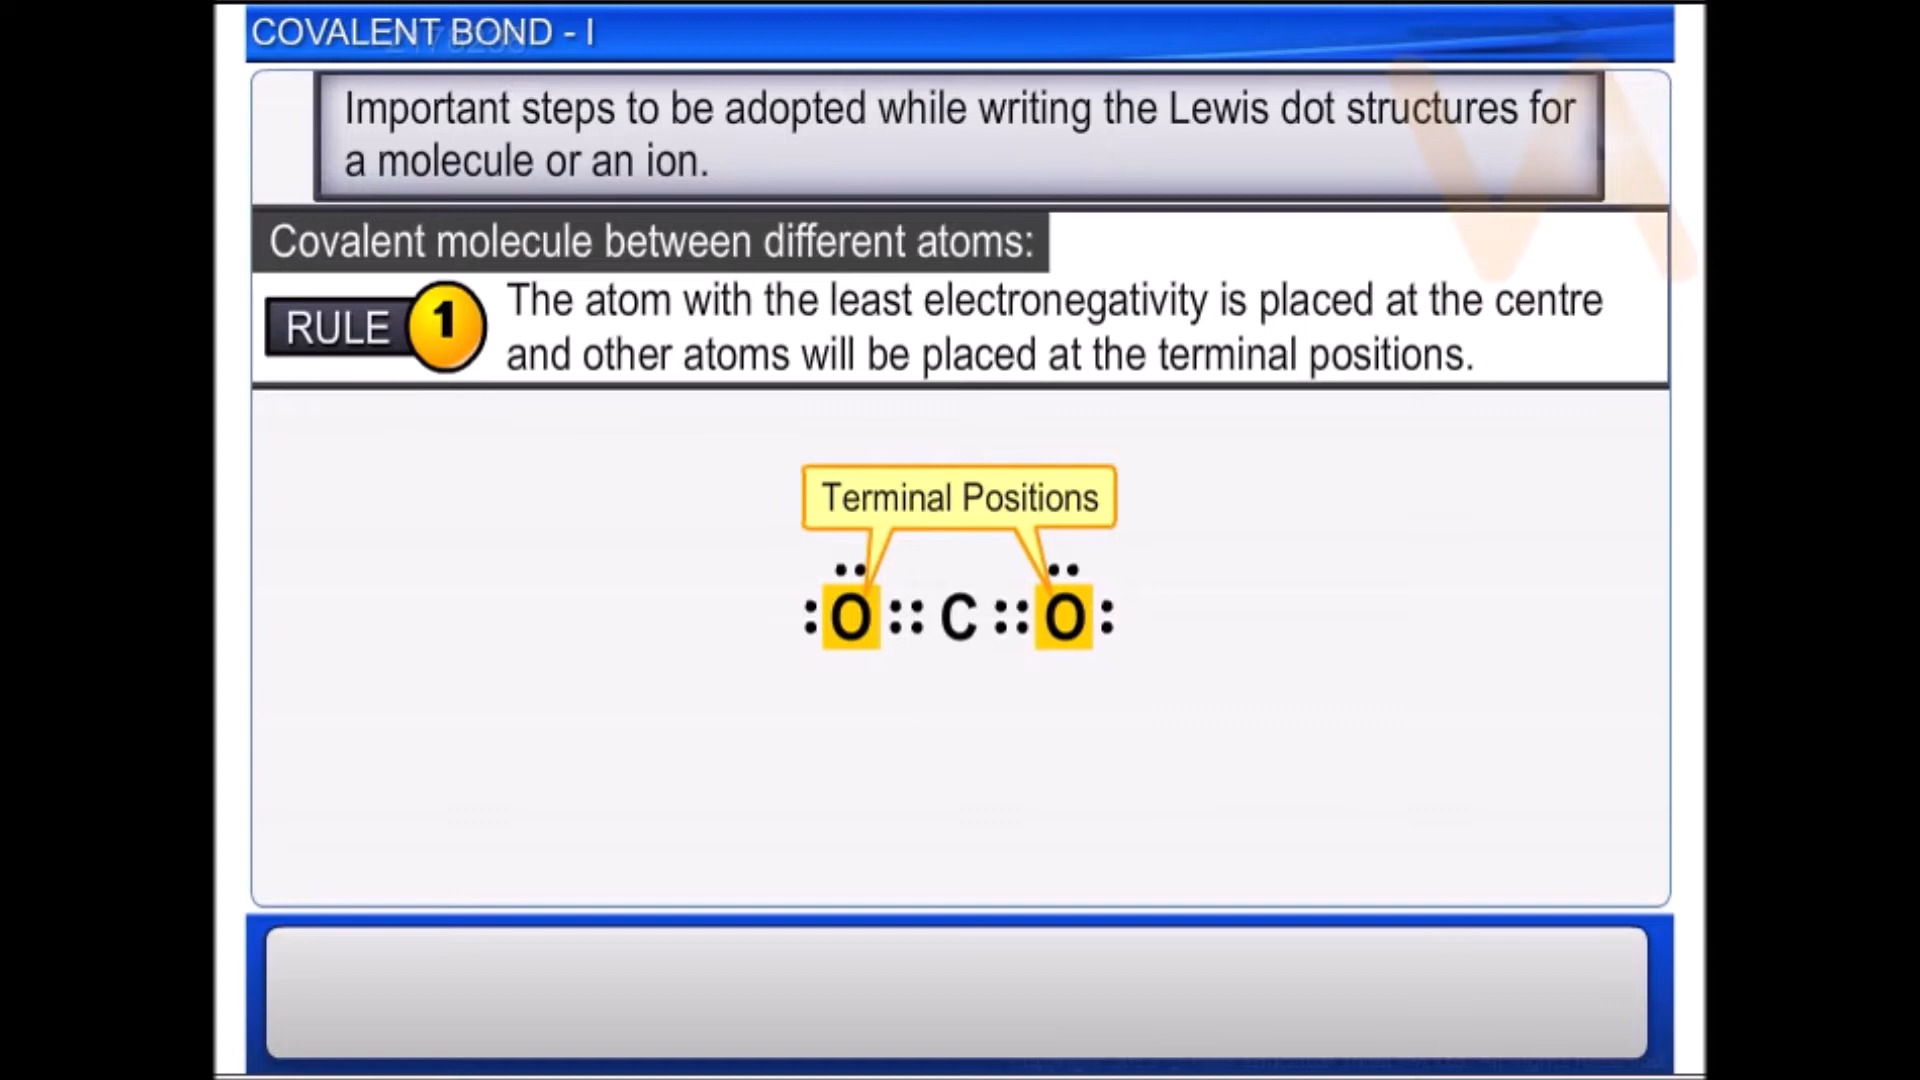 COVALENT BOND - I
Important steps to be adopted while writing the Lewis dot structures for
a molecule or an ion.
Covalent molecule between different atoms:
RULE 1
The atom with the least electronegativity is placed at the centre
and other atoms will be placed at the terminal positions.
Terminal Positions
:O::C::O: